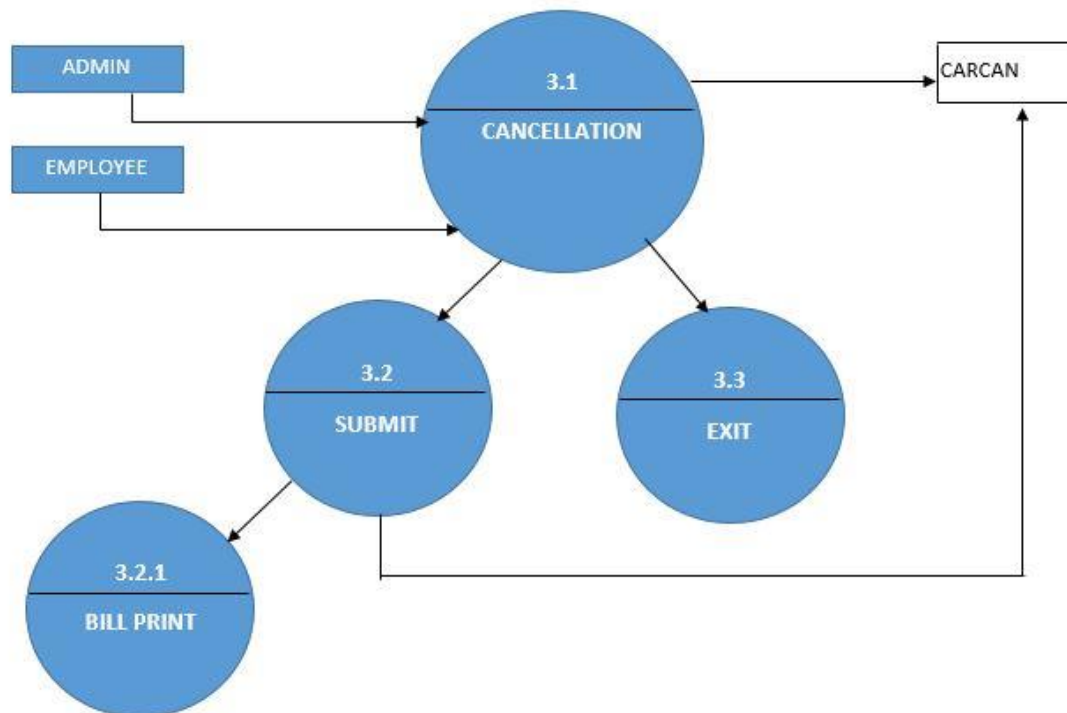 ADMIN
EMPLOYEE
3.1
CANCELLATION
CARCAN
3.2
SUBMIT
3.3
EXIT
3.2.1
BILL PRINT